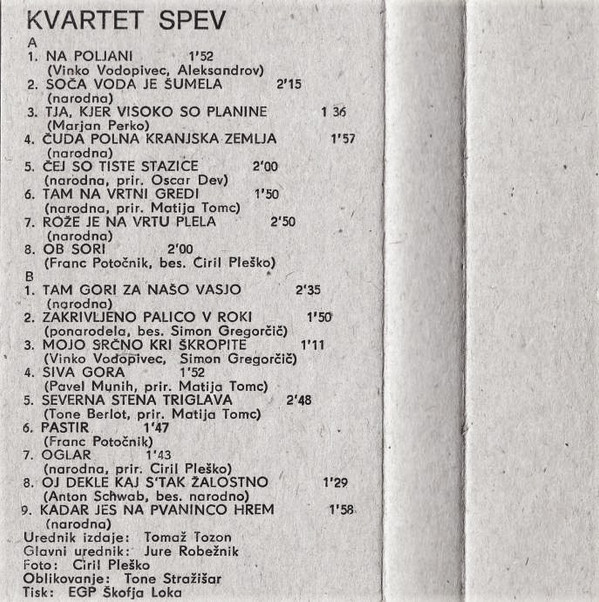 KVARTET SPEV
A
1. NA POLJANI 1'52
(Vinko Vodopivec, Aleksandrov)
2. SOČA VODA JE ŠUMELA 2'15
(narodna)
3. TJA, KJER VISOKO SO PLANINE 1 36
(Marjan Perko)
4. ČUDA POLNA KRANJSKA ZEMLJA 1'57
(narodna)
5. ČEJ SO TISTE STAZICE 2'00
(narodna, prir. Oscar Dev)
6. TAM NA VRTNI GREDI 1'50
(narodna, prir. Matija Tomc)
7. ROŽE JE NA VRTU PLELA 2'50
(narodna)
8. OB SORI 2'00
(Franc Potočnik, bes. Ciril Pleško)
B
1. TAM GORI ZA NAŠO VASJO 2'35
(narodna)
2. ZAKRIVLJENO PALICO V ROKI 1'50
(ponarodela, bes. Simon Gregorčič)
3. MOJO SRČNO KRI ŠKROPITE 1'11
(Vinko Vodopivec, Simon Gregorčič)
4. SIVA GORA 1'52
(Pavel Munih, prir. Matija Tomc)
5. SEVERNA STENA TRIGLAVA 2'48
(Tone Berlot, prir. Matija Tomc)
6. PASTIR 1'47
(Franc Potočnik)
7. OGLAR 1'43
(narodna, prir. Ciril Pleško)
8. OJ DEKLE KAJ S'TAK ŽALOSTNO 1'29
(Anton Schwab, bes. narodno)
9. KADAR JES NA PVANINCO HREM 1'58
(narodna)
Urednik izdaje: Tomaž Tozon
Glavni urednik: Jure Robežnik
Foto: Ciril Pleško
Oblikovanje: Tone Stražišar
Tisk: EGP Škofja Loka